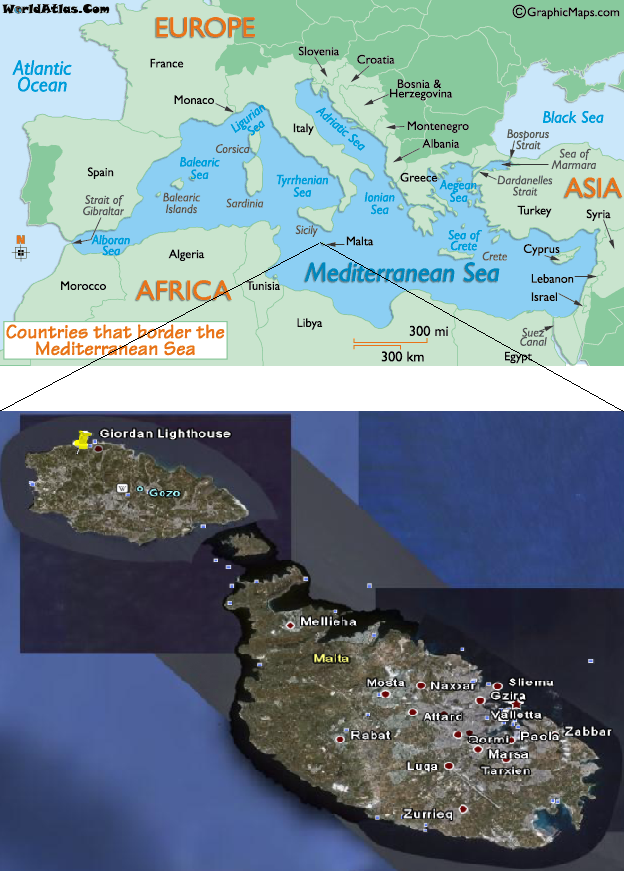 WorldAtlas.Com
©GraphicMaps.com
EUROPE
Atlantic
Ocean
France
Slovenia
Croatia
Bosnia &
Herzegovina
Monaco
Ligurian
Sea
Italy
Adriatic Sea
Montenegro
Albania
Black Sea
Bosporus
Strait
Sea of
Marmara
Corsica
Balearic
Sea
Spain
Greece
Aegean
Sea
Dardanelles
Strait
ASIA
Tyrrhenian
Sea
Strait of
Gibraltar
Balearic
Islands
Sardinia
Ionian
Sea
Turkey
Syria
N
Alboran
Sea
Sicily
Malta
Sea of
Crete
Crete
Cyprus
Algeria
Mediterranean Sea
Lebanon
Morocco
AFRICA
Tunisia
Israel
Countries that border the
Mediterranean Sea
Libya
300 mi
300 km
Suez
Canal
Egypt
Giordan Lighthouse
W
Gozo
Mellieha
Malta
Mosta
Naxxar
Sliema
Gzira
Attard
Valletta
Rabat
Qormi
Paola
Zabbar
Marsa
Luqa
Tarxien
Zurrieq